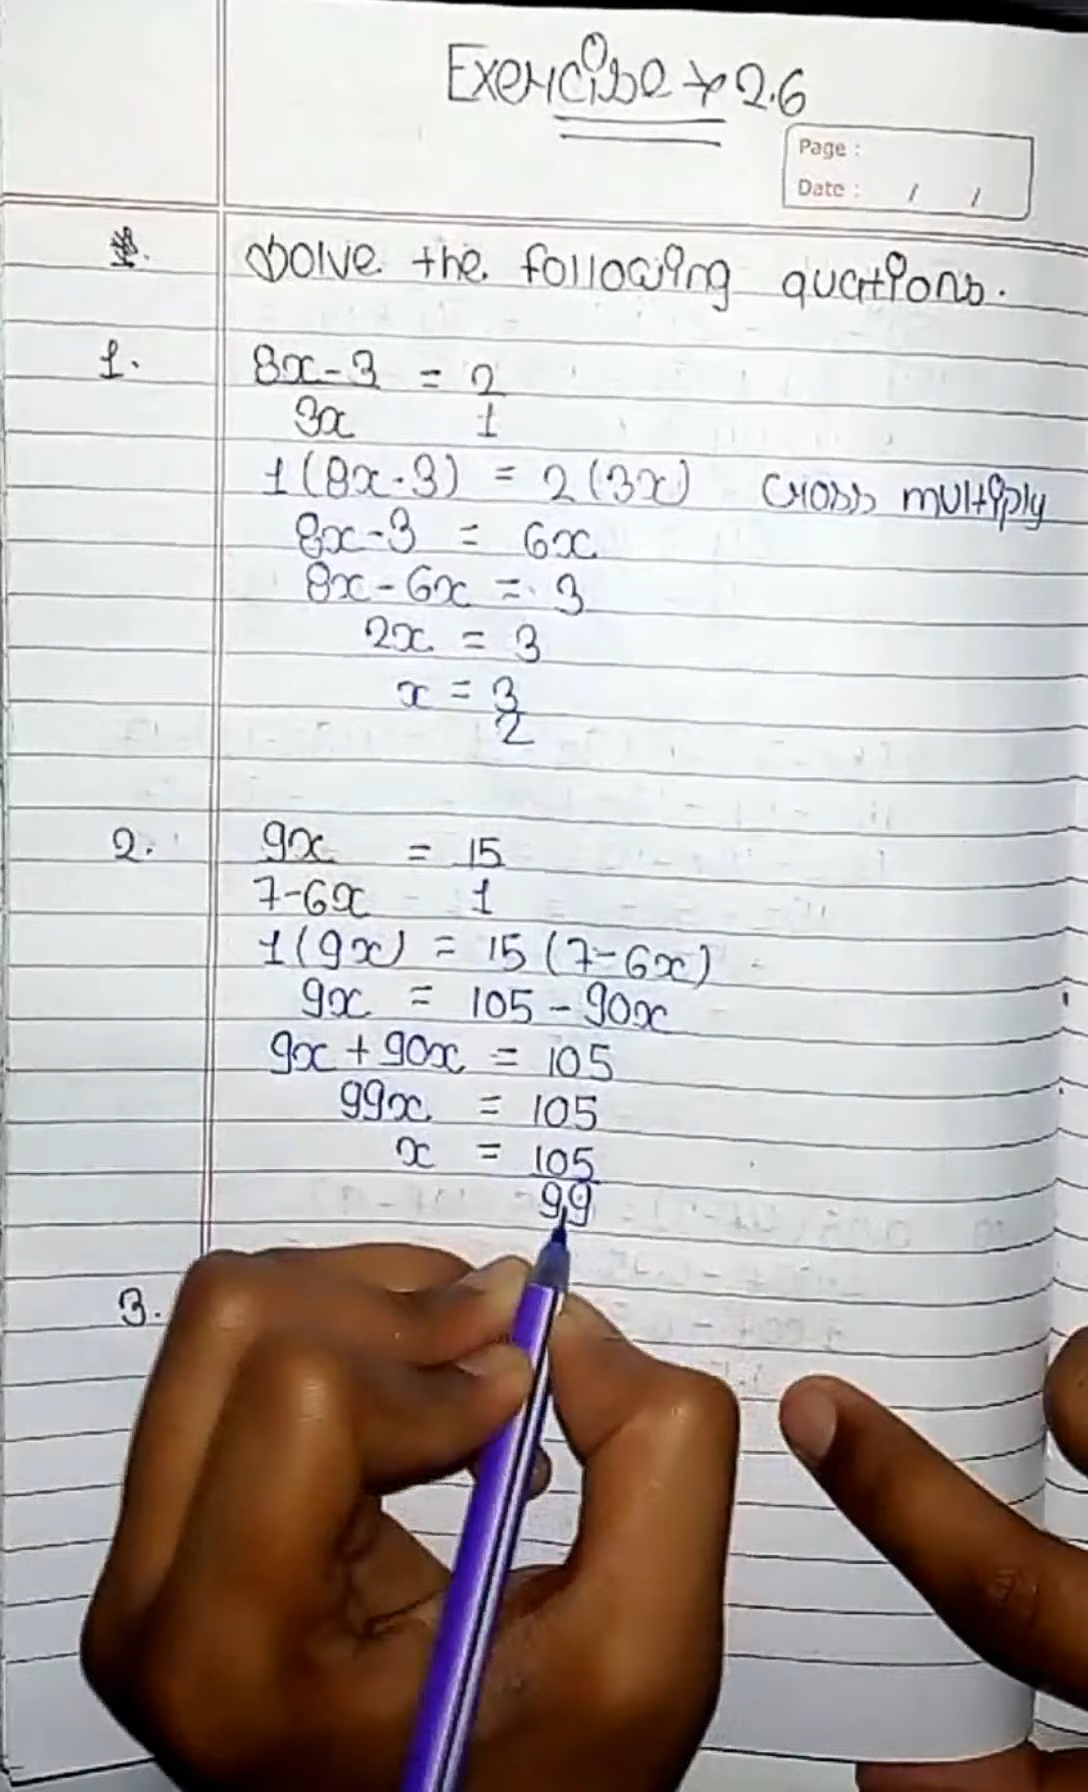 Exercise → 2.6
Page :
Date : / /
Solve the following quations.
1. 8x - 3 = 2
3x 1
1(8x - 3) = 2(3x) Cross multiply
8x - 3 = 6x
8x - 6x = 3
2x = 3
x = 3
2
2. 9x = 15
7 - 6x 1
1(9x) = 15(7 - 6x)
9x = 105 - 90x
9x + 90x = 105
99x = 105
x = 105
99
3.